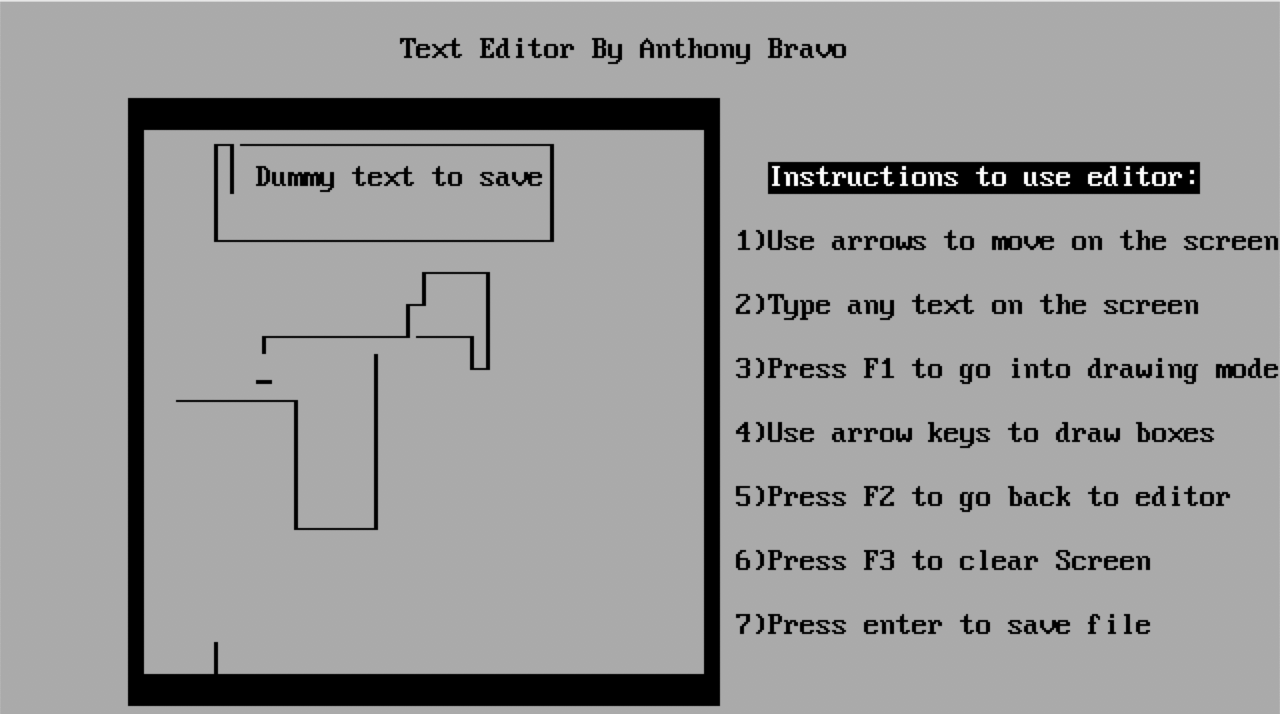 Text Editor By Anthony Bravo
Dummy text to save
Instructions to use editor:
1)Use arrows to move on the screen
2)Type any text on the screen
3)Press F1 to go into drawing mode
4)Use arrow keys to draw boxes
5)Press F2 to go back to editor
6)Press F3 to clear Screen
7)Press enter to save file